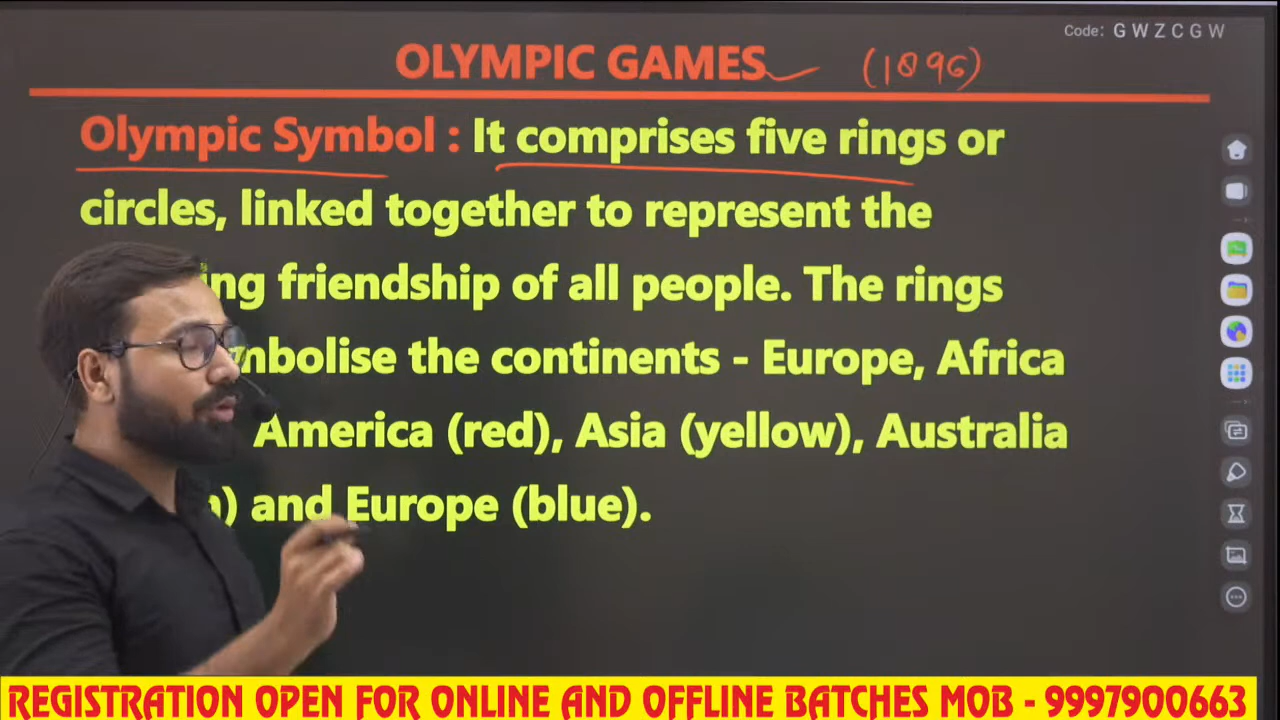 Code: G W Z C G W
OLYMPIC GAMES (1896)
Olympic Symbol : It comprises five rings or
circles, linked together to represent the
friendship of all people. The rings
the continents - Europe, Africa
America (red), Asia (yellow), Australia
and Europe (blue).
REGISTRATION OPEN FOR ONLINE AND OFFLINE BATCHES MOB - 9997900663